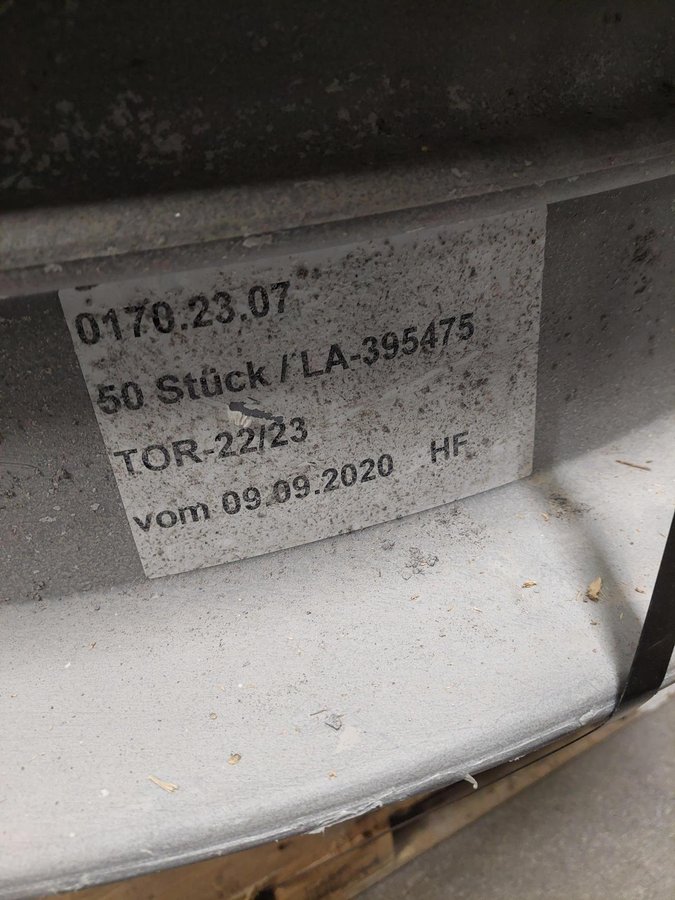 0170.23.07
50 Stück / LA-395475
TOR-22/23
vom 09.09.2020 HF